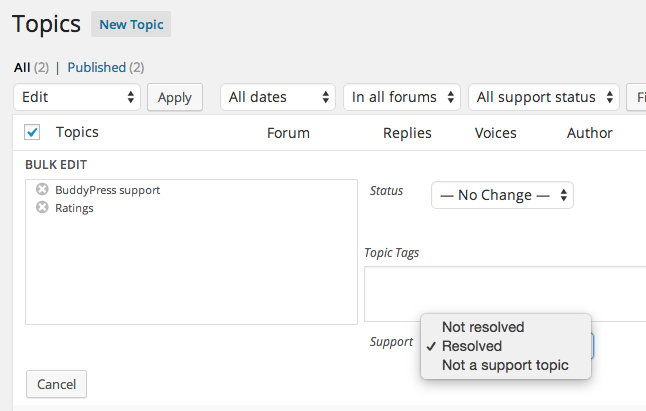 Topics New Topic
All (2) | Published (2)
Edit Apply All dates In all forums All support status Fi
Topics Forum Replies Voices Author
BULK EDIT
BuddyPress support
Ratings
Status — No Change —
Topic Tags
Not resolved
Support Resolved
Not a support topic
Cancel